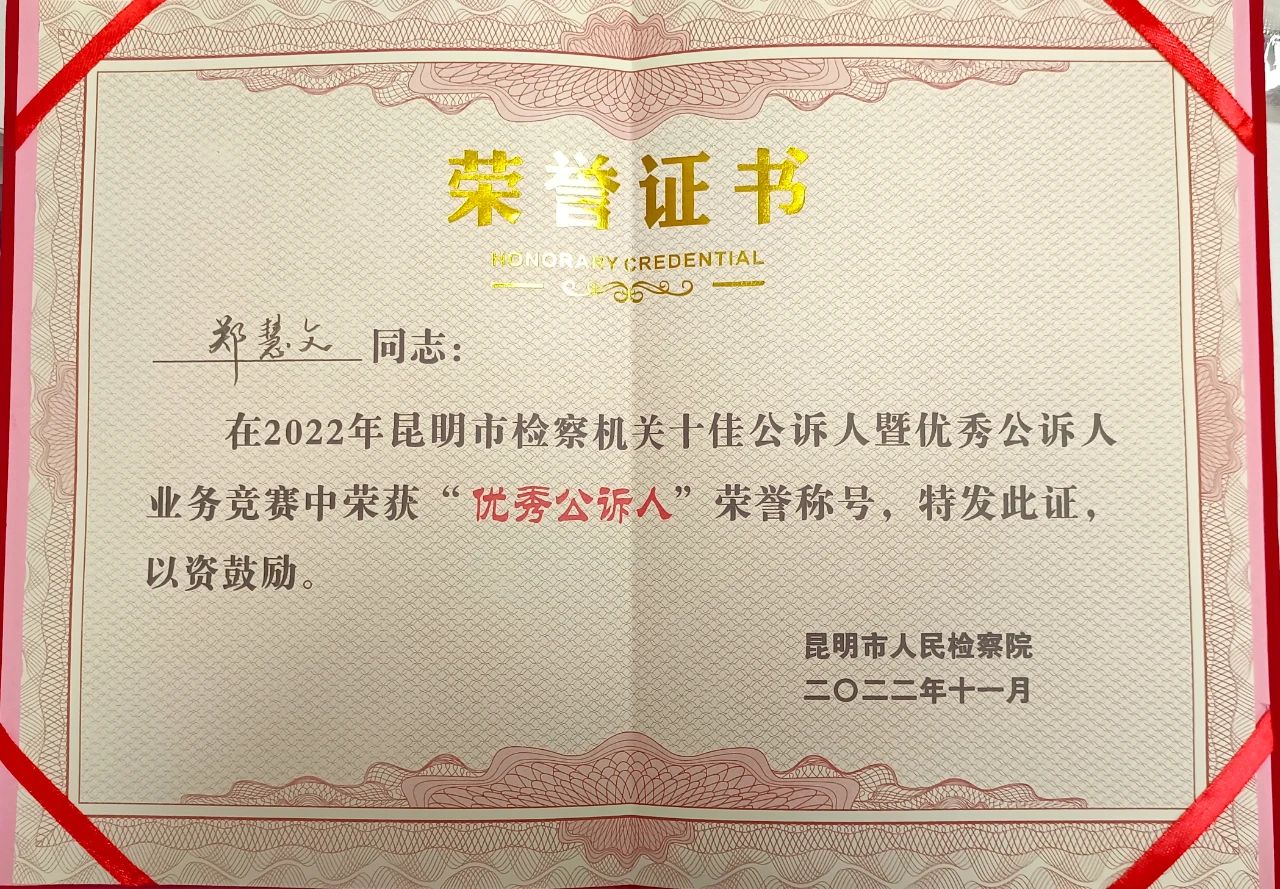 荣誉证书
HONORARY CREDENTIAL
郑慧文同志：
在2022年昆明市检察机关十佳公诉人暨优秀公诉人
业务竞赛中荣获“优秀公诉人”荣誉称号，特发此证，
以资鼓励。
昆明市人民检察院
二〇二二年十一月